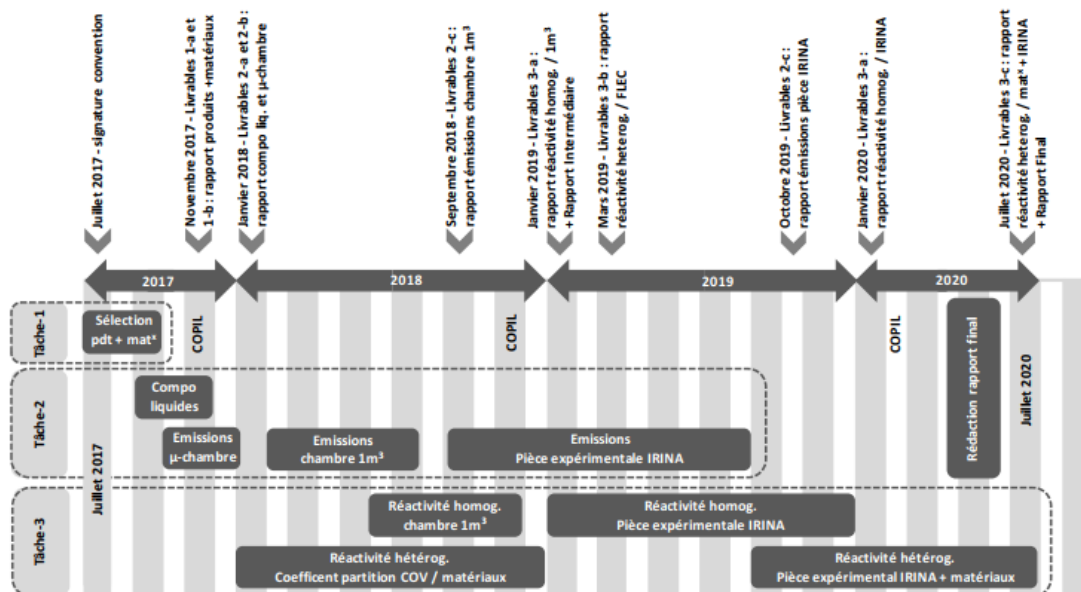 Juillet 2017 - signature convention
Novembre 2017 - Livrables 1-a et
1-b : rapport produits +matériaux
Janvier 2018 - Livrables 2-a et 2-b :
rapport compo liq. et µ-chambre
Septembre 2018 - Livrables 2-c :
rapport émissions chambre 1m³
Janvier 2019 - Livrables 3-a :
rapport réactivité homog. / 1m³
+ Rapport Intermédiaire
Mars 2019 - Livrables 3-b : rapport
réactivité heterog. / FLEC
Octobre 2019 - Livrables 2-c :
rapport émissions pièce IRINA
Janvier 2020 - Livrables 3-a :
rapport réactivité homog. / IRINA
Juillet 2020 - Livrables 3-c : rapport
réactivité heterog. / matˣ + IRINA
+ Rapport Final
2017
2018
2019
2020
Tâche-1
Sélection
pdt + matˣ
COPIL
COPIL
COPIL
Rédaction rapport final
Juillet 2020
Tâche-2
Compo
liquides
Juillet 2017
Emissions
µ-chambre
Emissions
chambre 1m³
Emissions
Pièce expérimentale IRINA
Tâche-3
Réactivité homog.
chambre 1m³
Réactivité homog.
Pièce expérimentale IRINA
Réactivité hétérog.
Coefficent partition COV / matériaux
Réactivité hétérog.
Pièce expérimental IRINA + matériaux